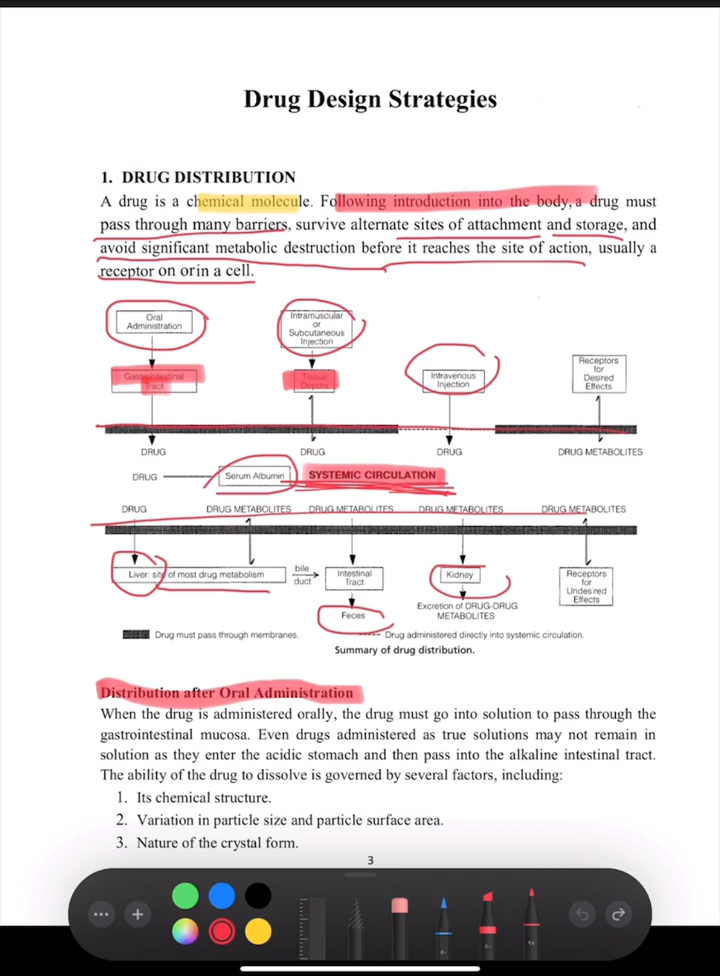 Drug Design Strategies
1. DRUG DISTRIBUTION
A drug is a chemical molecule. Following introduction into the body, a drug must
pass through many barriers, survive alternate sites of attachment and storage, and
avoid significant metabolic destruction before it reaches the site of action, usually a
receptor on orin a cell.
Oral
Administration
Intramuscular
or
Subcutaneous
Injection
Gastrointestinal
Tract
Tissue
Depots
Intravenous
Injection
Receptors
for
Desired
Effects
DRUG DRUG DRUG DRUG METABOLITES
DRUG Serum Albumin SYSTEMIC CIRCULATION
DRUG DRUG METABOLITES DRUG METABOLITES DRUG METABOLITES DRUG METABOLITES
Liver: site of most drug metabolism
bile
duct
Intestinal
Tract
Kidney
Receptors
for
Undesired
Effects
Feces
Excretion of DRUG-DRUG
METABOLITES
Drug must pass through membranes.
Drug administered directly into systemic circulation.
Summary of drug distribution.
Distribution after Oral Administration
When the drug is administered orally, the drug must go into solution to pass through the
gastrointestinal mucosa. Even drugs administered as true solutions may not remain in
solution as they enter the acidic stomach and then pass into the alkaline intestinal tract.
The ability of the drug to dissolve is governed by several factors, including:
1. Its chemical structure.
2. Variation in particle size and particle surface area.
3. Nature of the crystal form.
3